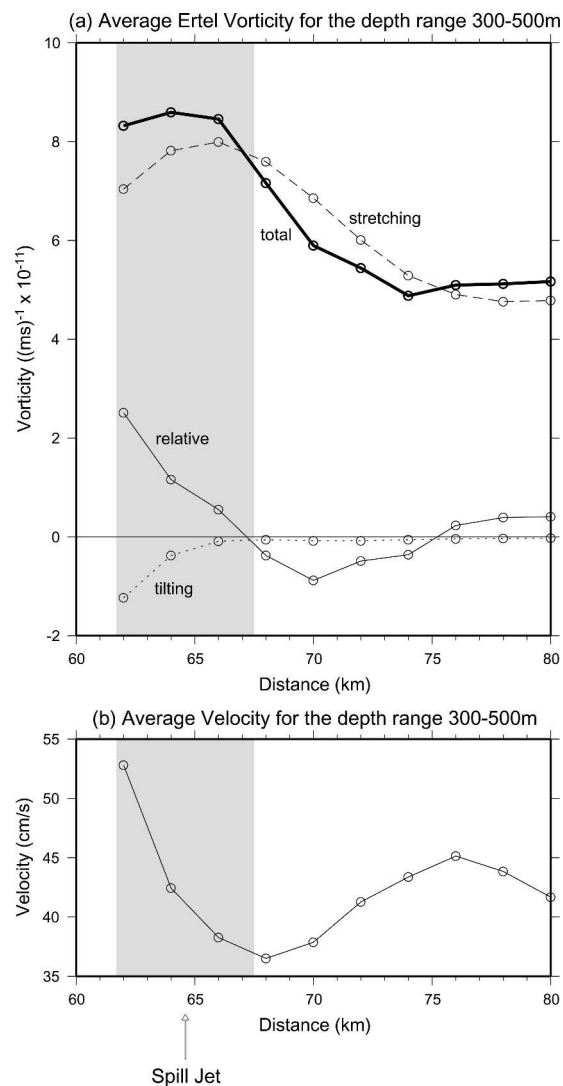 (a) Average Ertel Vorticity for the depth range 300-500m
10
8
6
4
2
0
-2
Vorticity ((ms)⁻¹ x 10⁻¹¹)
stretching
total
relative
tilting
60 65 70 75 80
Distance (km)
(b) Average Velocity for the depth range 300-500m
55
50
45
40
35
Velocity (cm/s)
60 65 70 75 80
Distance (km)
Spill Jet